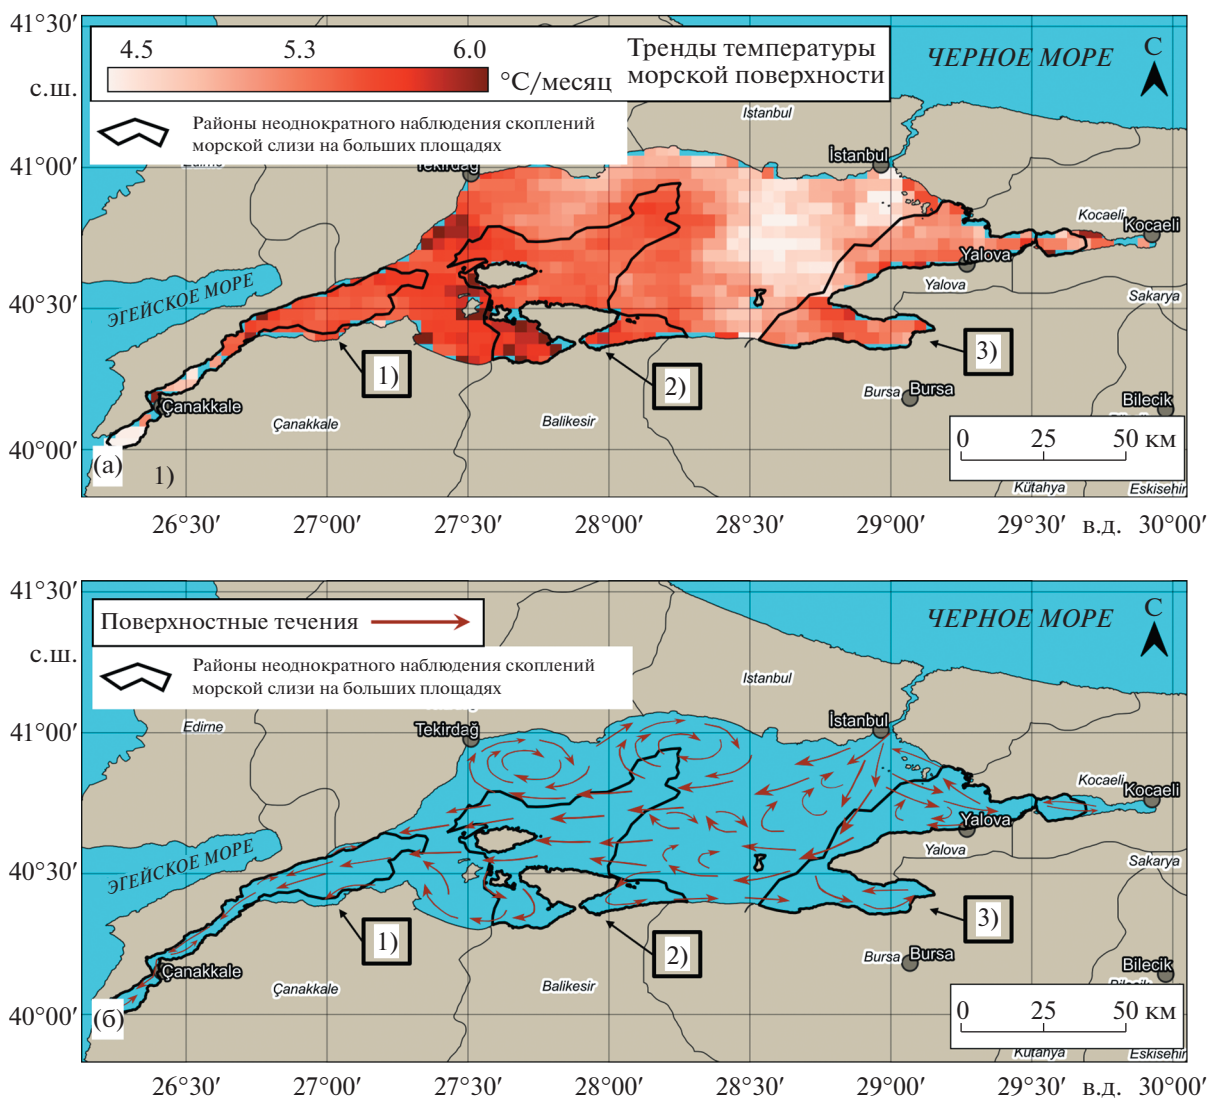 41°30′
4.5 5.3 6.0
°С/месяц
Тренды температуры
морской поверхности
ЧЕРНОЕ МОРЕ
С
с.ш.
Районы неоднократного наблюдения скоплений
морской слизи на больших площадях
Istanbul
Edirne
41°00′
Tekirdağ
İstanbul
Kocaeli
Kocaeli
Yalova
Yalova
Sakarya
ЭГЕЙСКОЕ МОРЕ
40°30′
1)
2)
3)
Çanakkale
Çanakkale
Balikesir
Bursa
Bursa
Bilecik
40°00′
(а)
1)
0 25 50 км
Kütahya
Eskisehir
26°30′ 27°00′ 27°30′ 28°00′ 28°30′ 29°00′ 29°30′ в.д. 30°00′
41°30′
Поверхностные течения
ЧЕРНОЕ МОРЕ
С
с.ш.
Районы неоднократного наблюдения скоплений
морской слизи на больших площадях
Istanbul
Edirne
41°00′
Tekirdağ
İstanbul
Kocaeli
Kocaeli
Yalova
Yalova
Sakarya
ЭГЕЙСКОЕ МОРЕ
40°30′
1)
2)
3)
Çanakkale
Çanakkale
Balikesir
Bursa
Bursa
Bilecik
Bilecik
40°00′
(б)
0 25 50 км
Kütahya
Eskisehir
26°30′ 27°00′ 27°30′ 28°00′ 28°30′ 29°00′ 29°30′ в.д. 30°00′